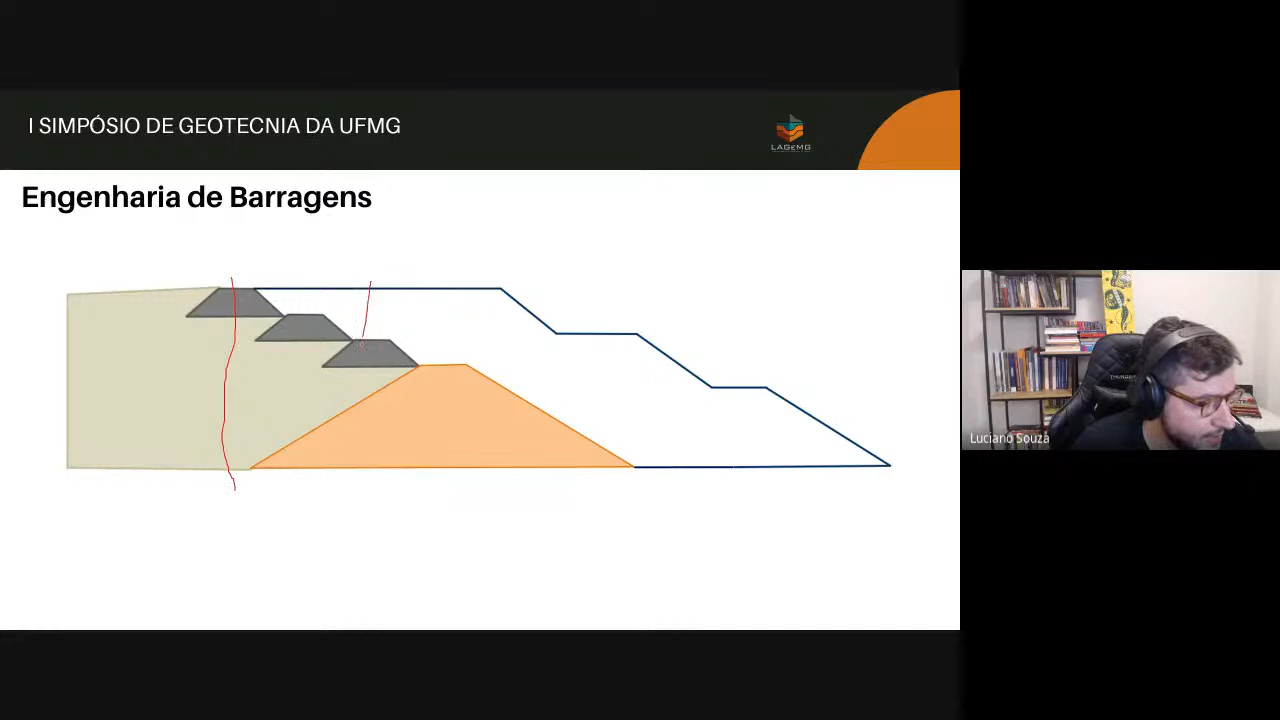 I SIMPÓSIO DE GEOTECNIA DA UFMG
LAGEMG
Engenharia de Barragens
Luciano Souza